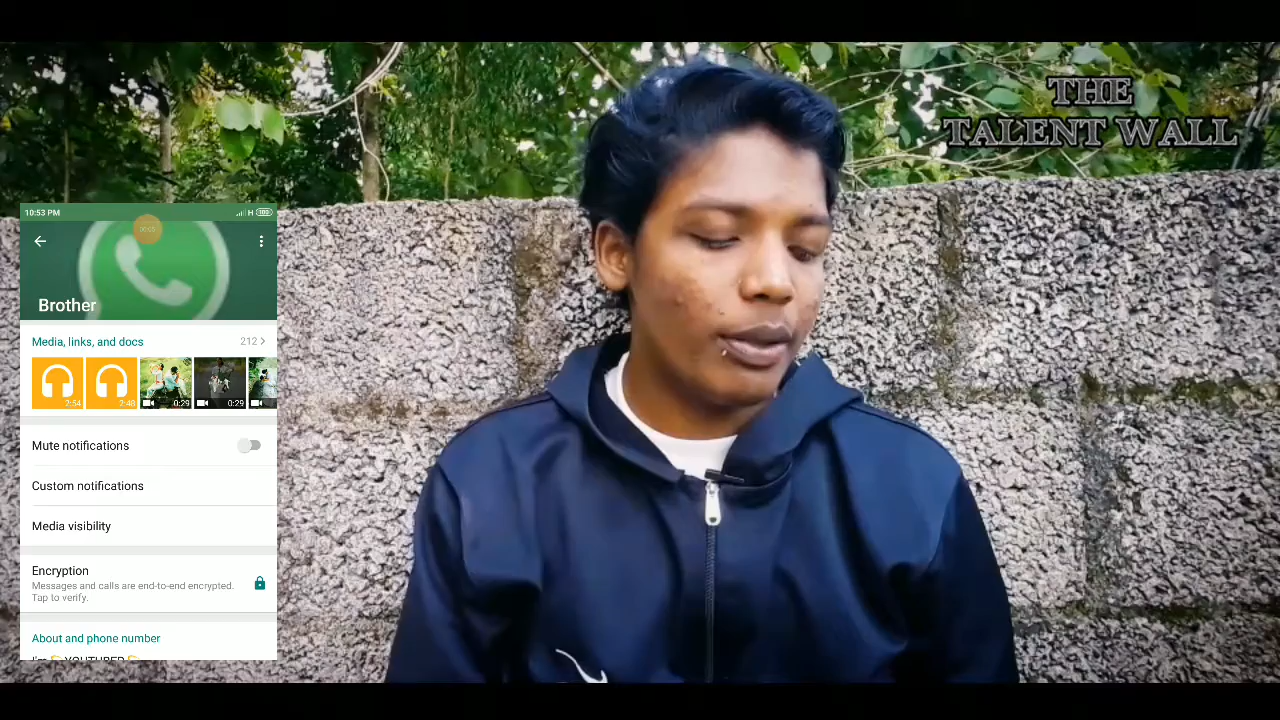 THE
TALENT WALL
10:53 PM
H
Brother
Media, links, and docs
212
2:54
0:29
0:29
Mute notifications
Custom notifications
Media visibility
Encryption
Messages and calls are end-to-end encrypted.
Tap to verify.
About and phone number